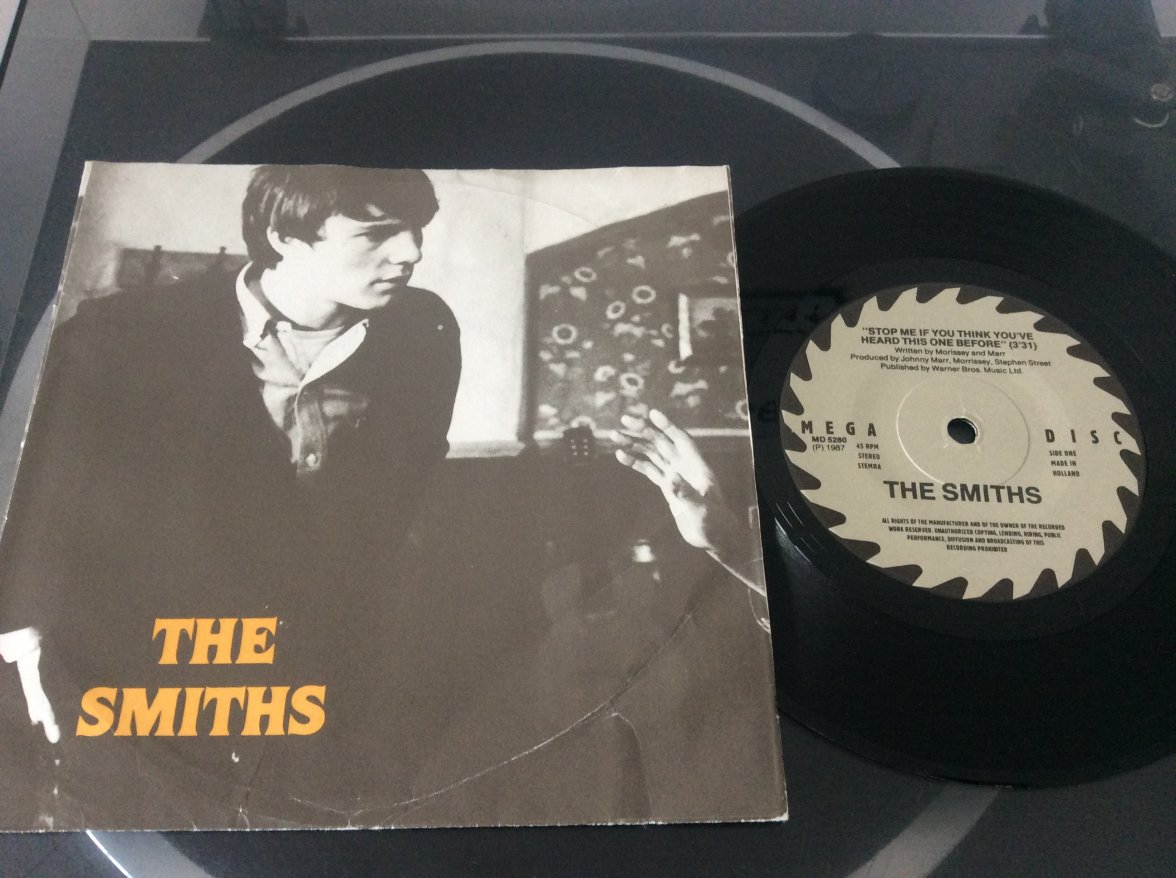 THE
SMITHS
"STOP ME IF YOU THINK YOU'VE
HEARD THIS ONE BEFORE" (3'31)
Written by Morissey and Marr
Produced by Johnny Marr, Morrissey, Stephen Street
Published by Warner Bros. Music Ltd.
MEGA DISC
MD 5280
(P) 1987
45 RPM
STEREO
STEMRA
SIDE ONE
MADE IN
HOLLAND
THE SMITHS
ALL RIGHTS OF THE MANUFACTURER AND OF THE OWNER OF THE RECORDED
WORK RESERVED. UNAUTHORIZED COPYING, LENDING, HIRING, PUBLIC
PERFORMANCE, DIFFUSION AND BROADCASTING OF THIS
RECORDING PROHIBITED